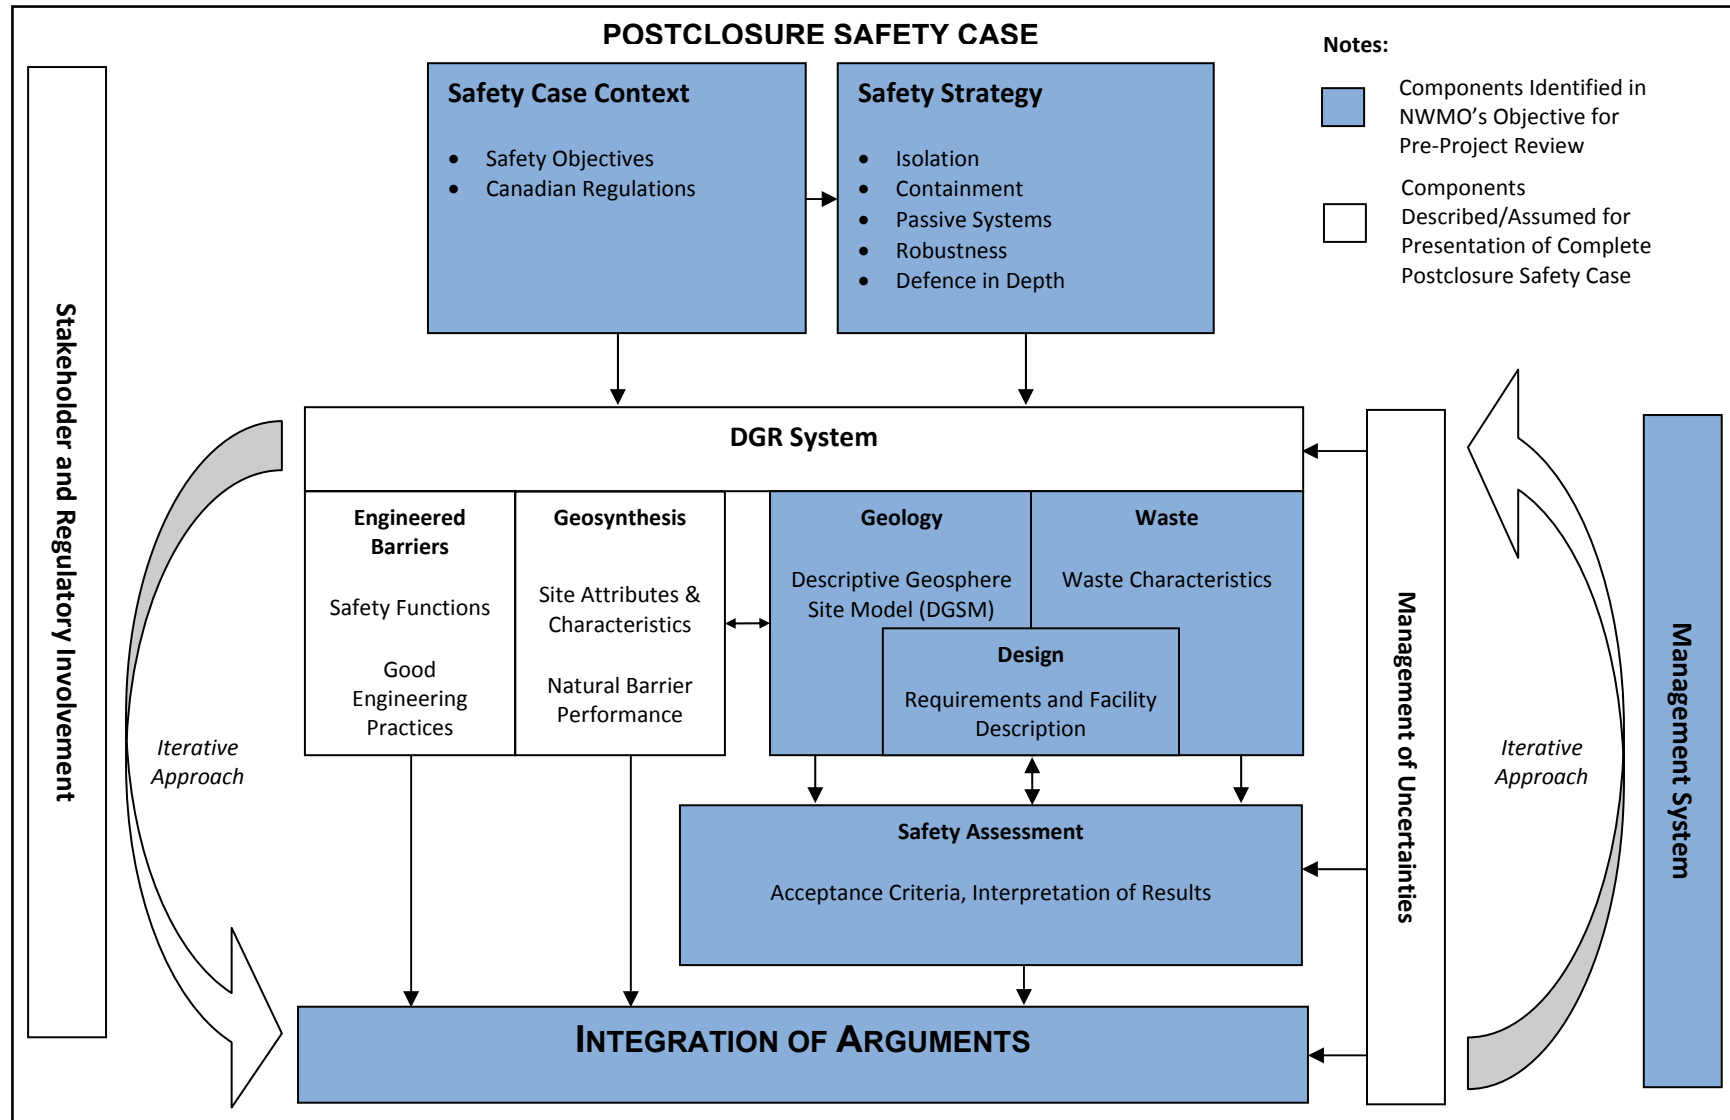 POSTCLOSURE SAFETY CASE
Notes:
Components Identified in
NWMO's Objective for
Pre-Project Review
Components
Described/Assumed for
Presentation of Complete
Postclosure Safety Case
Safety Case Context
• Safety Objectives
• Canadian Regulations
Safety Strategy
• Isolation
• Containment
• Passive Systems
• Robustness
• Defence in Depth
Stakeholder and Regulatory Involvement
Iterative
Approach
DGR System
Engineered
Barriers
Safety Functions
Good
Engineering
Practices
Geosynthesis
Site Attributes &
Characteristics
Natural Barrier
Performance
Geology
Descriptive Geosphere
Site Model (DGSM)
Waste
Waste Characteristics
Design
Requirements and Facility
Description
Safety Assessment
Acceptance Criteria, Interpretation of Results
INTEGRATION OF ARGUMENTS
Management of Uncertainties
Iterative
Approach
Management System